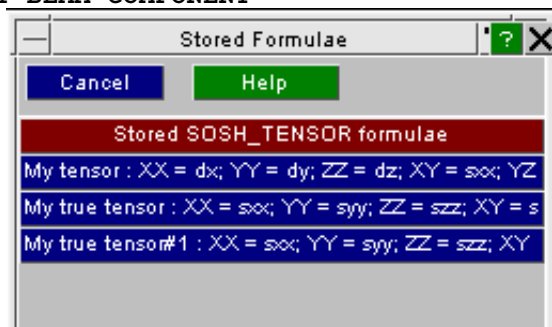 Stored Formulae ?
Cancel Help
Stored SOSH_TENSOR formulae
My tensor : XX = dx; YY = dy; ZZ = dz; XY = sxx; YZ
My true tensor : XX = sxx; YY = syy; ZZ = szz; XY = s
My true tensor#1 : XX = sxx; YY = syy; ZZ = szz; XY